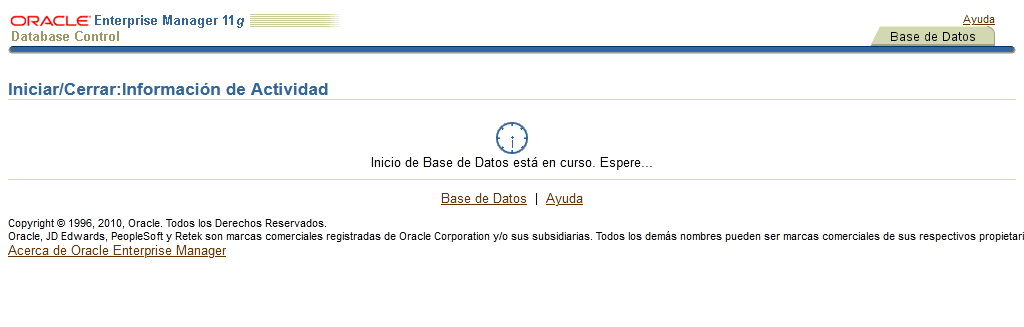 ORACLE Enterprise Manager 11g
Ayuda
Database Control
Base de Datos
Iniciar/Cerrar:Información de Actividad
Inicio de Base de Datos está en curso. Espere...
Base de Datos | Ayuda
Copyright © 1996, 2010, Oracle. Todos los Derechos Reservados.
Oracle, JD Edwards, PeopleSoft y Retek son marcas comerciales registradas de Oracle Corporation y/o sus subsidiarias. Todos los demás nombres pueden ser marcas comerciales de sus respectivos propietari
Acerca de Oracle Enterprise Manager